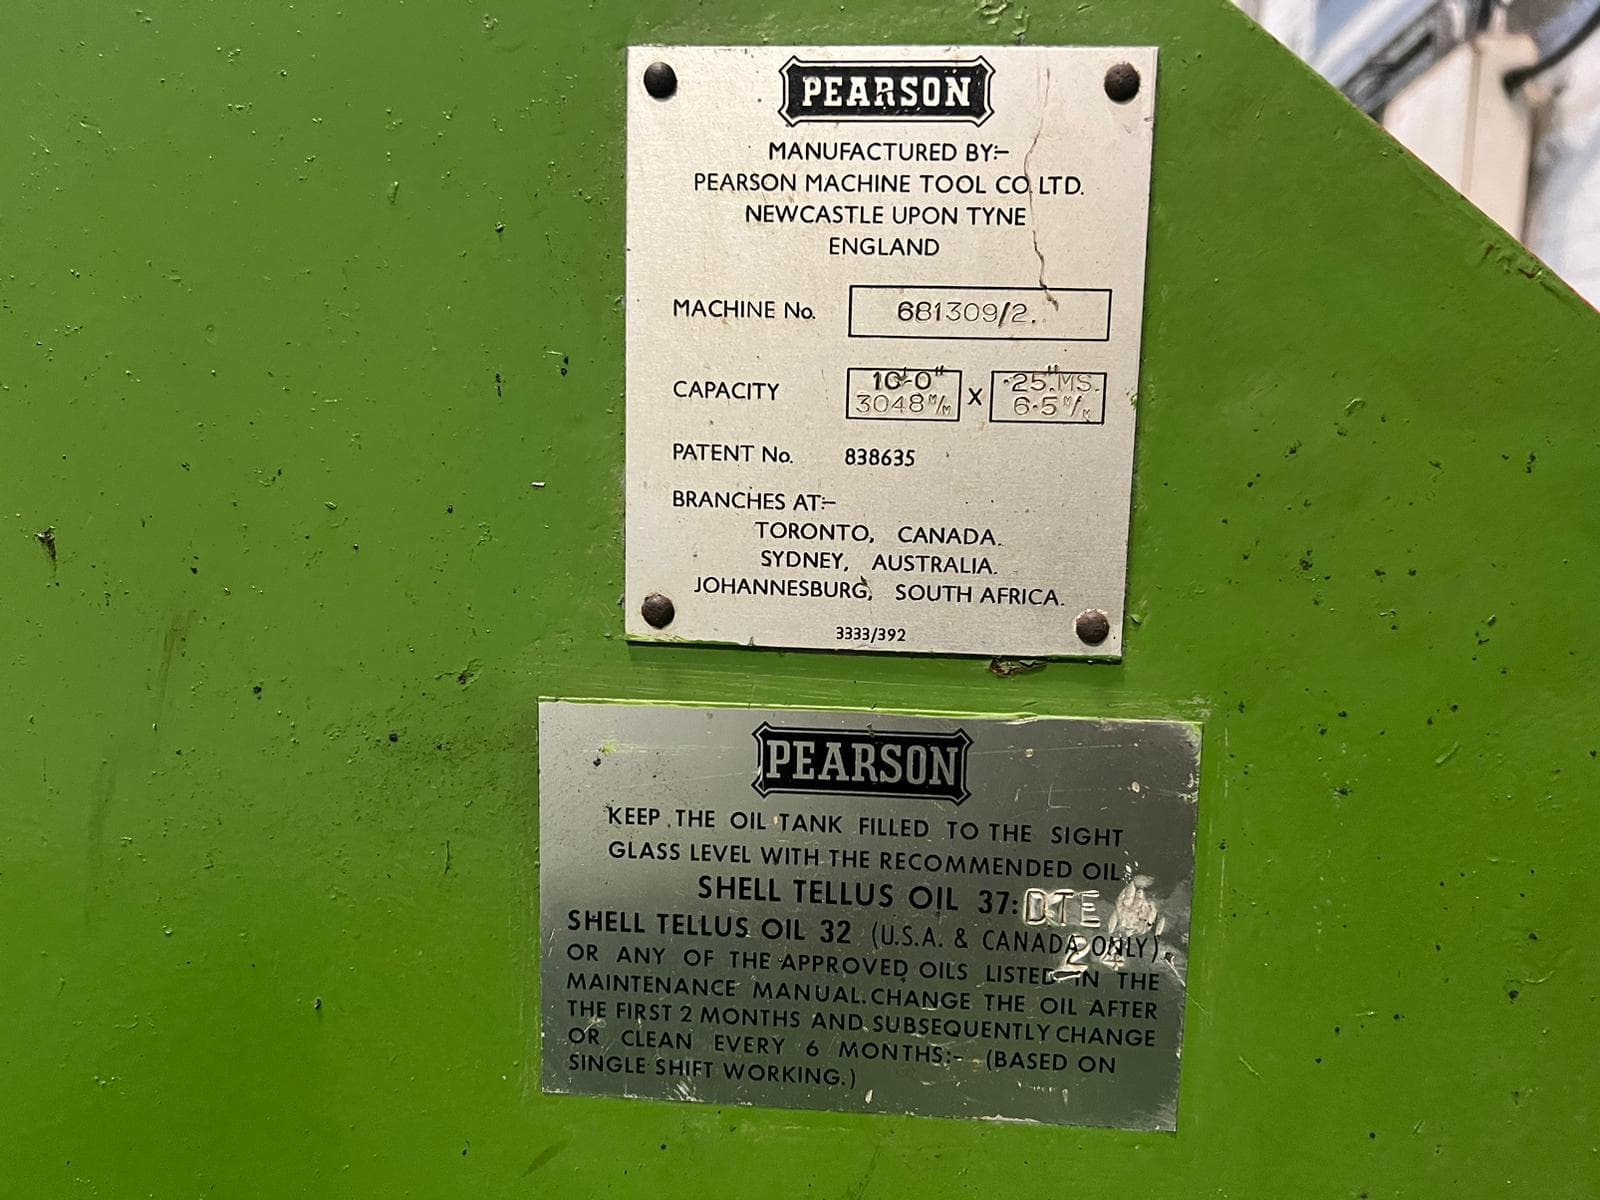 PEARSON
MANUFACTURED BY:-
PEARSON MACHINE TOOL CO. LTD.
NEWCASTLE UPON TYNE
ENGLAND
MACHINE No. 681309/2.
CAPACITY 10'-0" 3048 M/M X .25" MS. 6.5 M/M
PATENT No. 838635
BRANCHES AT:-
TORONTO, CANADA.
SYDNEY, AUSTRALIA.
JOHANNESBURG, SOUTH AFRICA.
3333/392
PEARSON
KEEP THE OIL TANK FILLED TO THE SIGHT
GLASS LEVEL WITH THE RECOMMENDED OIL.
SHELL TELLUS OIL 37: DTE
24
SHELL TELLUS OIL 32 (U.S.A. & CANADA ONLY).
OR ANY OF THE APPROVED OILS LISTED IN THE
MAINTENANCE MANUAL. CHANGE THE OIL AFTER
THE FIRST 2 MONTHS AND SUBSEQUENTLY CHANGE
OR CLEAN EVERY 6 MONTHS:- (BASED ON
SINGLE SHIFT WORKING.)